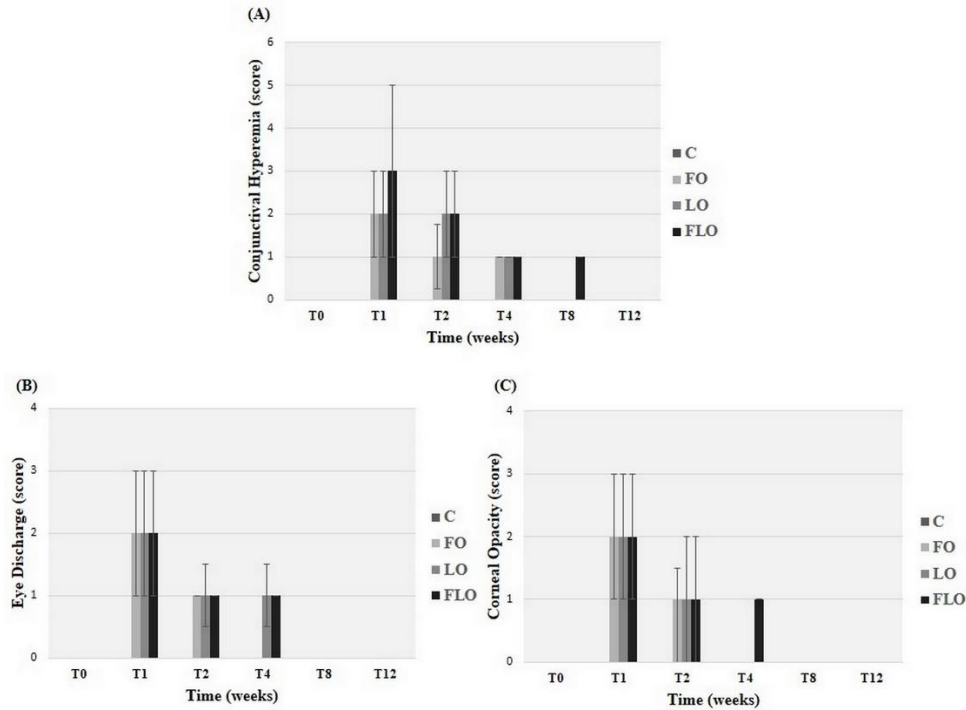 (A)
Conjunctival Hyperemia (score)
6
5
4
3
2
1
0
T0 T1 T2 T4 T8 T12
Time (weeks)
C
FO
LO
FLO
(B)
Eye Discharge (score)
4
3
2
1
0
T0 T1 T2 T4 T8 T12
Time (weeks)
C
FO
LO
FLO
(C)
Corneal Opacity (score)
4
3
2
1
0
T0 T1 T2 T4 T8 T12
Time (weeks)
C
FO
LO
FLO